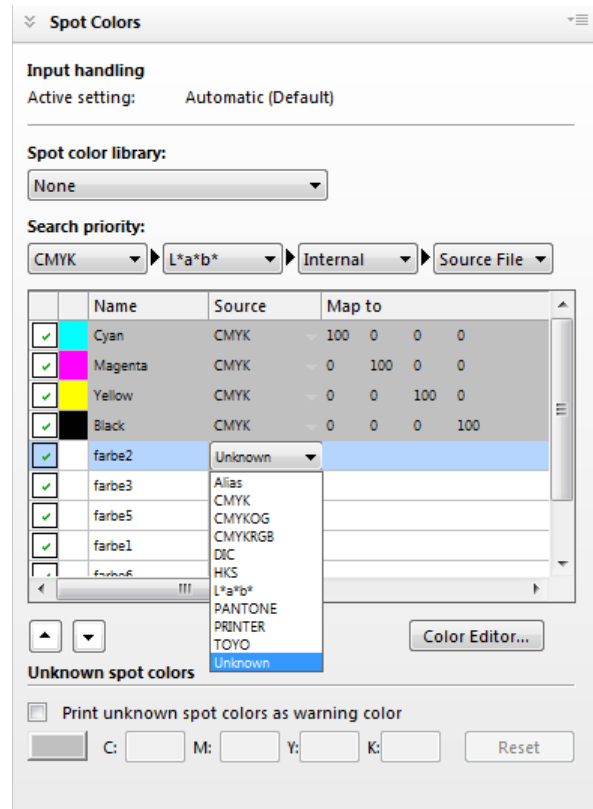 Spot Colors
Input handling
Active setting: Automatic (Default)
Spot color library:
None
Search priority:
CMYK L*a*b* Internal Source File
Name Source Map to
Cyan CMYK 100 0 0 0
Magenta CMYK 0 100 0 0
Yellow CMYK 0 0 100 0
Black CMYK 0 0 0 100
farbe2 Unknown
farbe3 Alias
CMYK
farbe5 CMYKOG
CMYKRGB
farbe1 DIC
HKS
farbe6 L*a*b*
PANTONE
PRINTER
TOYO
Color Editor...
Unknown
Unknown spot colors
Print unknown spot colors as warning color
C: M: Y: K: Reset